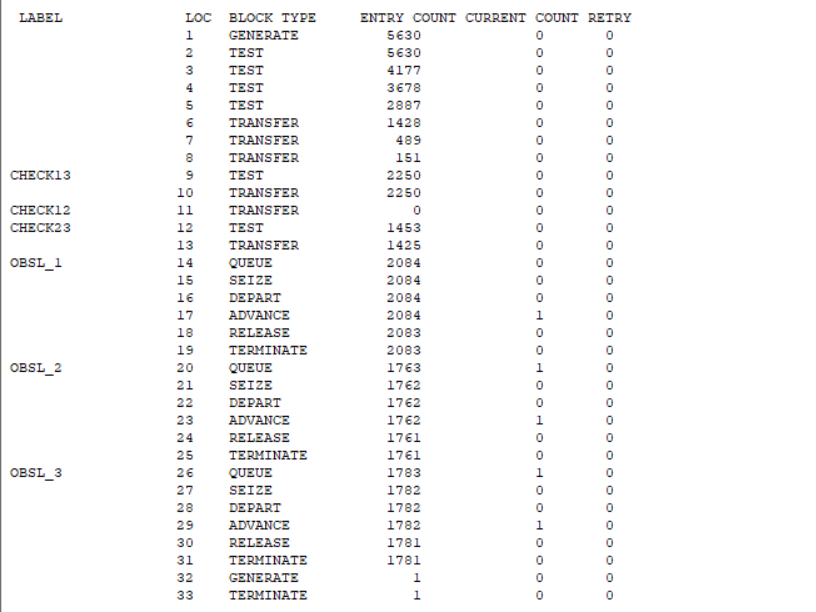 LABEL LOC BLOCK TYPE ENTRY COUNT CURRENT COUNT RETRY
1 GENERATE 5630 0 0
2 TEST 5630 0 0
3 TEST 4177 0 0
4 TEST 3678 0 0
5 TEST 2887 0 0
6 TRANSFER 1428 0 0
7 TRANSFER 489 0 0
8 TRANSFER 151 0 0
CHECK13 9 TEST 2250 0 0
10 TRANSFER 2250 0 0
CHECK12 11 TRANSFER 0 0 0
CHECK23 12 TEST 1453 0 0
13 TRANSFER 1425 0 0
OBSL_1 14 QUEUE 2084 0 0
15 SEIZE 2084 0 0
16 DEPART 2084 0 0
17 ADVANCE 2084 1 0
18 RELEASE 2083 0 0
19 TERMINATE 2083 0 0
OBSL_2 20 QUEUE 1763 1 0
21 SEIZE 1762 0 0
22 DEPART 1762 0 0
23 ADVANCE 1762 1 0
24 RELEASE 1761 0 0
25 TERMINATE 1761 0 0
OBSL_3 26 QUEUE 1783 1 0
27 SEIZE 1782 0 0
28 DEPART 1782 0 0
29 ADVANCE 1782 1 0
30 RELEASE 1781 0 0
31 TERMINATE 1781 0 0
32 GENERATE 1 0 0
33 TERMINATE 1 0 0